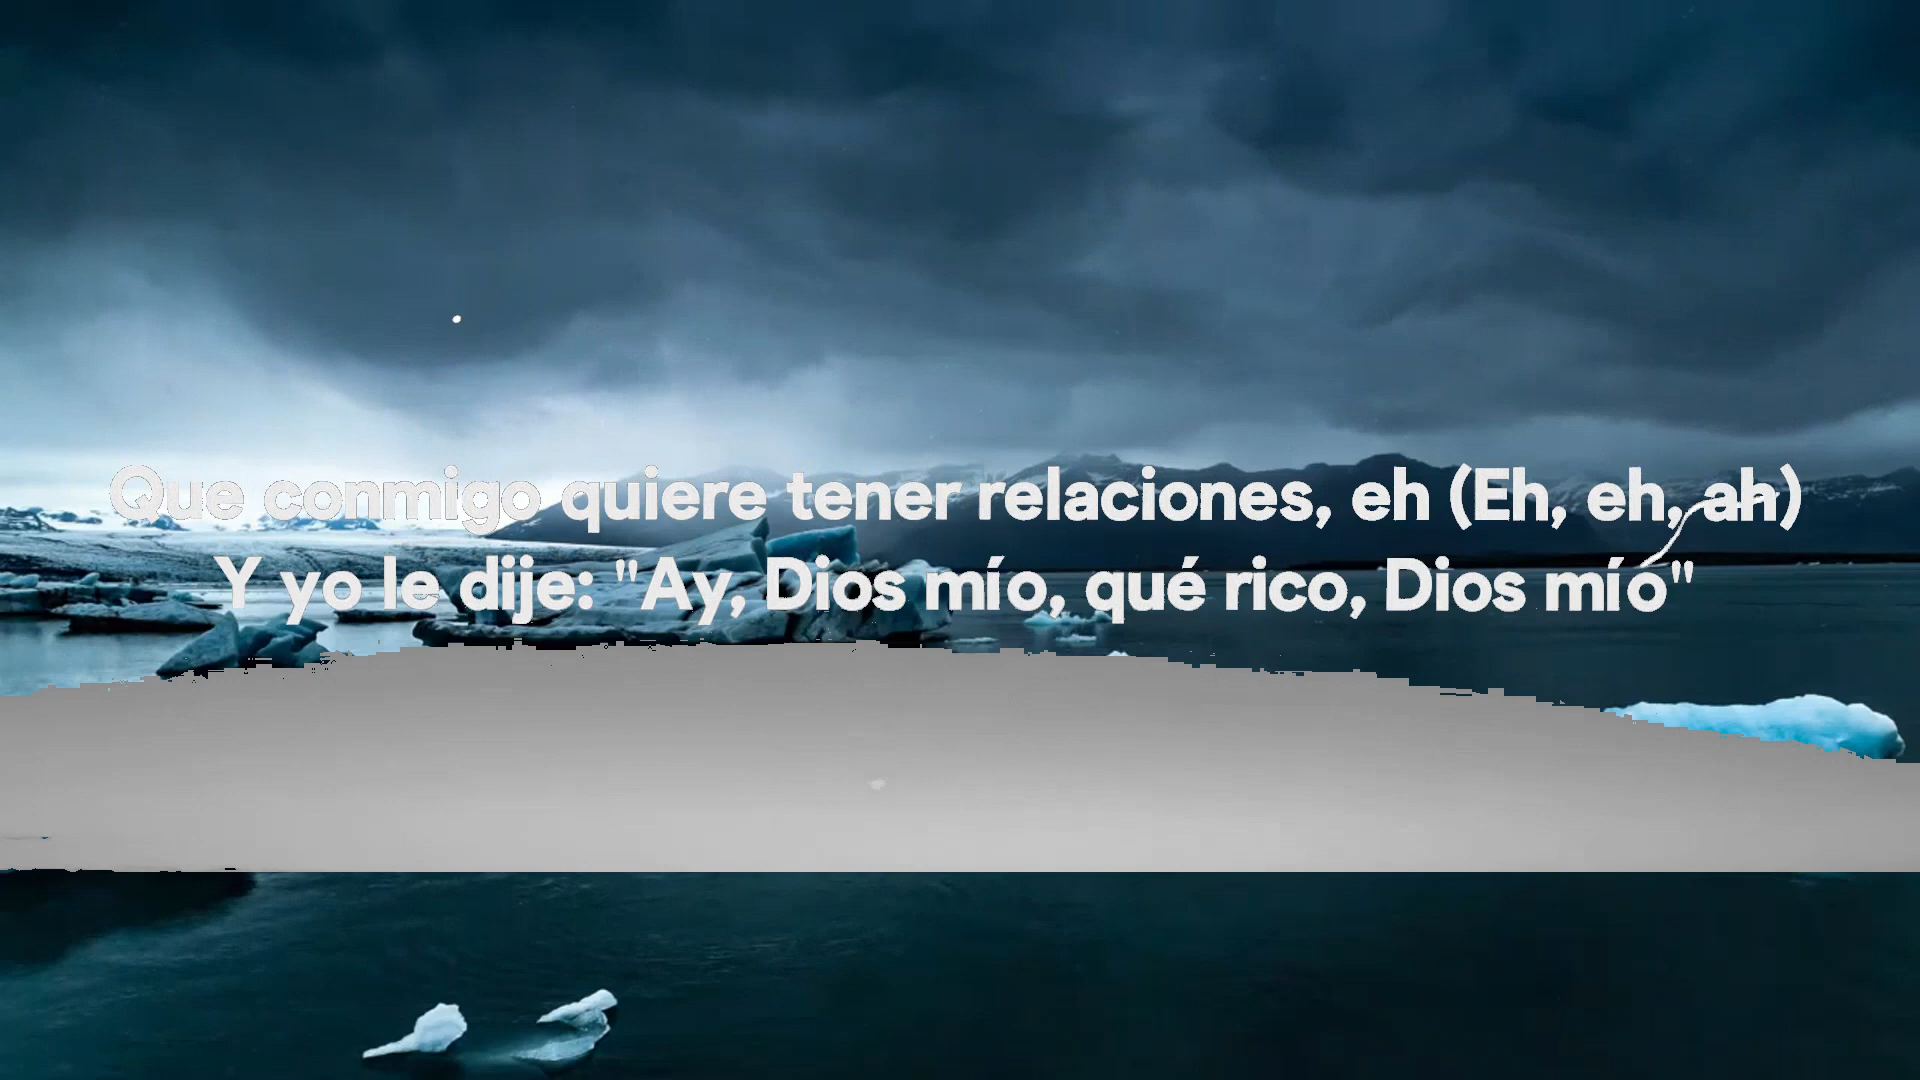 Que conmigo quiere tener relaciones, eh (Eh, eh, ah)
Y yo le dije: "Ay, Dios mío, qué rico, Dios mío"